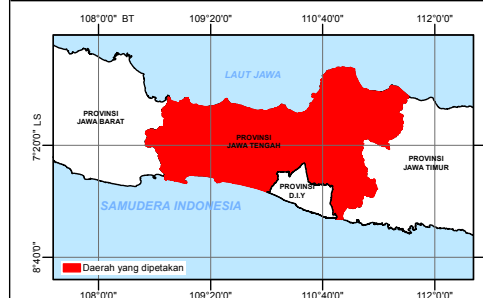 108°0'0" BT 109°20'0" 110°40'0" 112°0'0"
LAUT JAWA
PROVINSI
JAWA BARAT
7°20'0" LS
PROVINSI
JAWA TENGAH
PROVINSI
JAWA TIMUR
PROVINSI
D.I.Y
SAMUDERA INDONESIA
8°40'0"
Daerah yang dipetakan
108°0'0" 109°20'0" 110°40'0" 112°0'0"